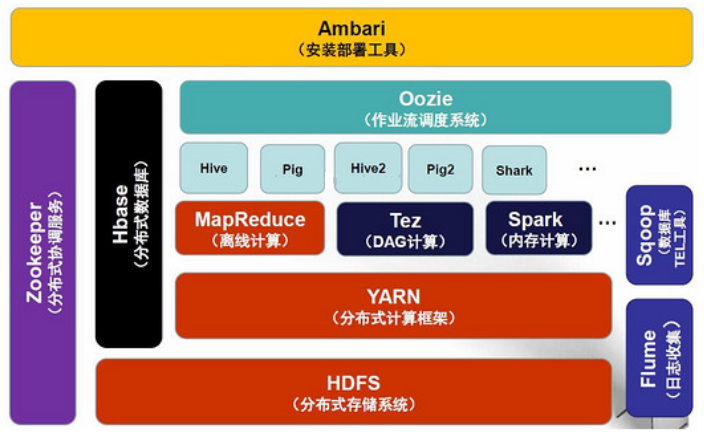 Ambari
（安装部署工具）
Zookeeper
（分布式协调服务）
Hbase
（分布式数据库）
Oozie
（作业流调度系统）
Hive
Pig
Hive2
Pig2
Shark
...
MapReduce
（离线计算）
Tez
（DAG计算）
Spark
（内存计算）
...
Sqoop
（数据库
TEL工具）
YARN
（分布式计算框架）
Flume
（日志收集）
HDFS
（分布式存储系统）